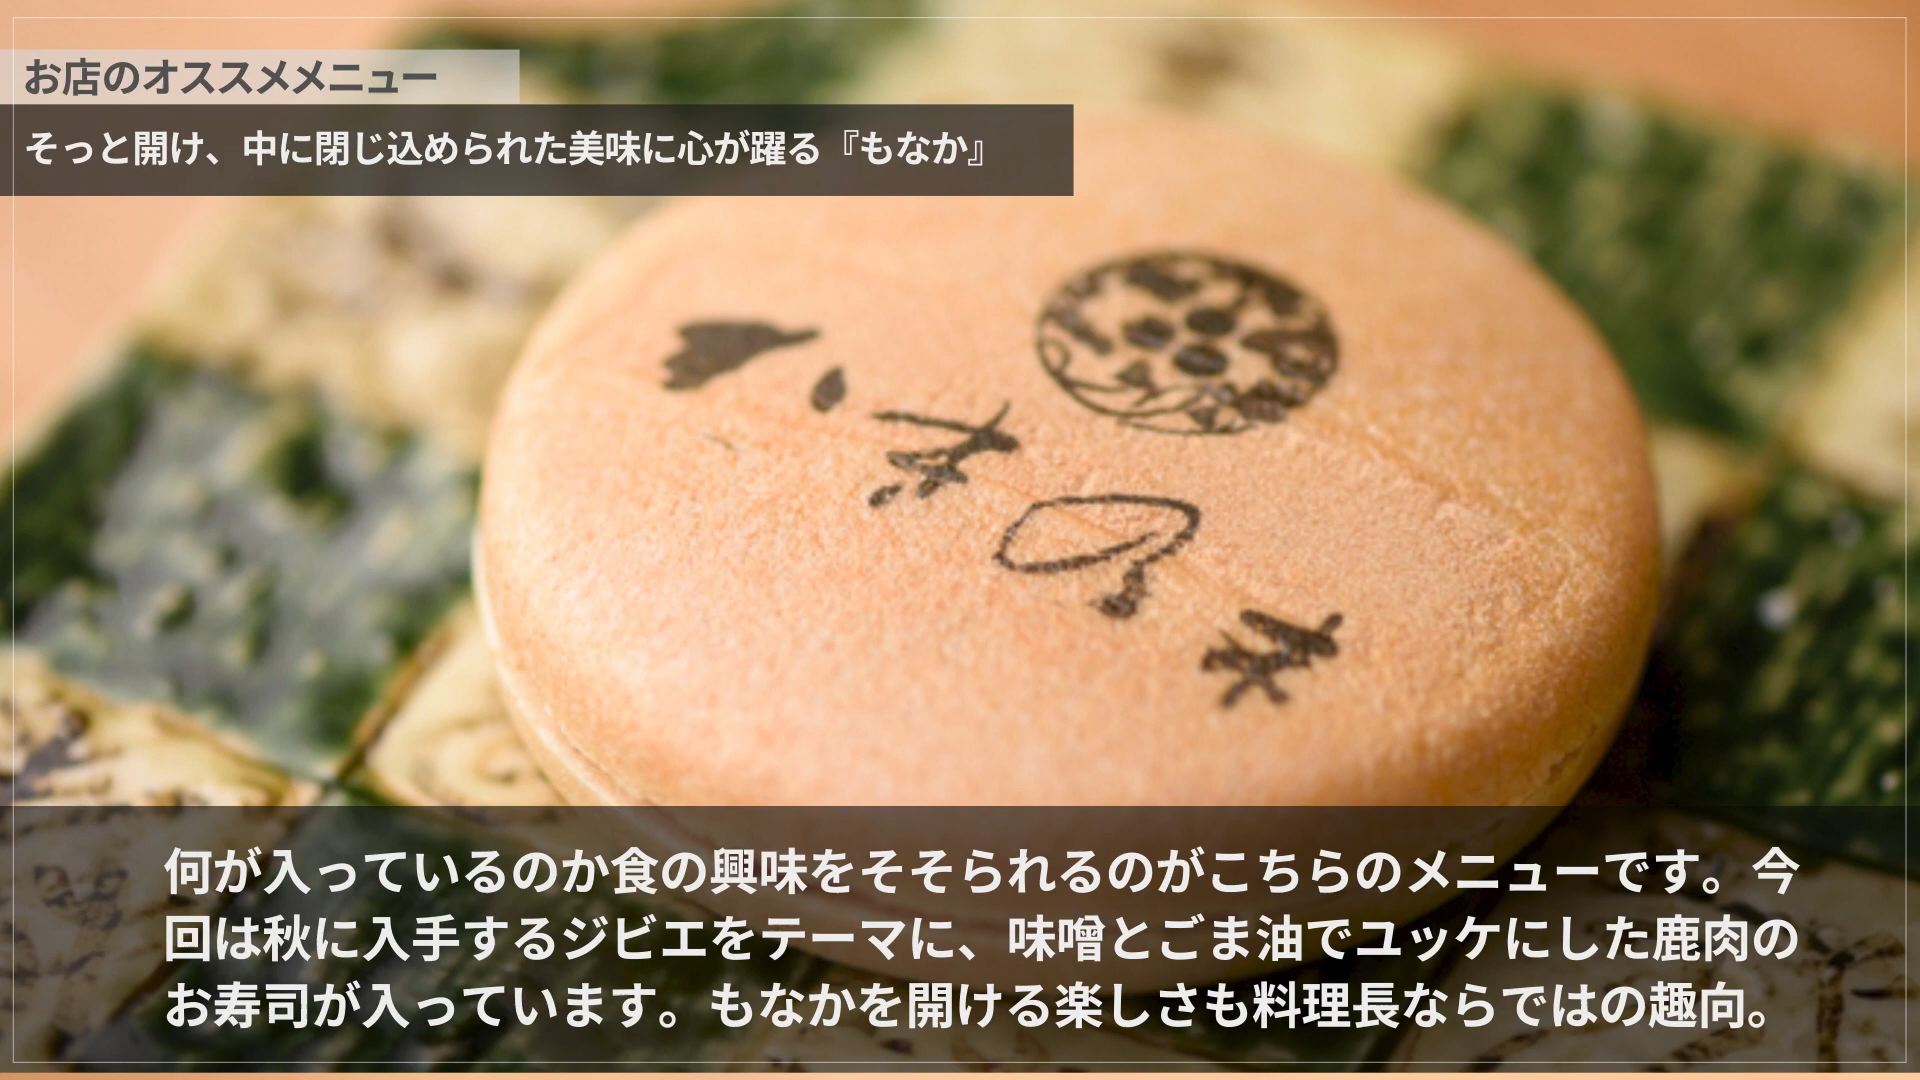 お店のオススメメニュー
そっと開け、中に閉じ込められた美味に心が躍る『もなか』
何が入っているのか食の興味をそそられるのがこちらのメニューです。今
回は秋に入手するジビエをテーマに、味噌とごま油でユッケにした鹿肉の
お寿司が入っています。もなかを開ける楽しさも料理長ならではの趣向。